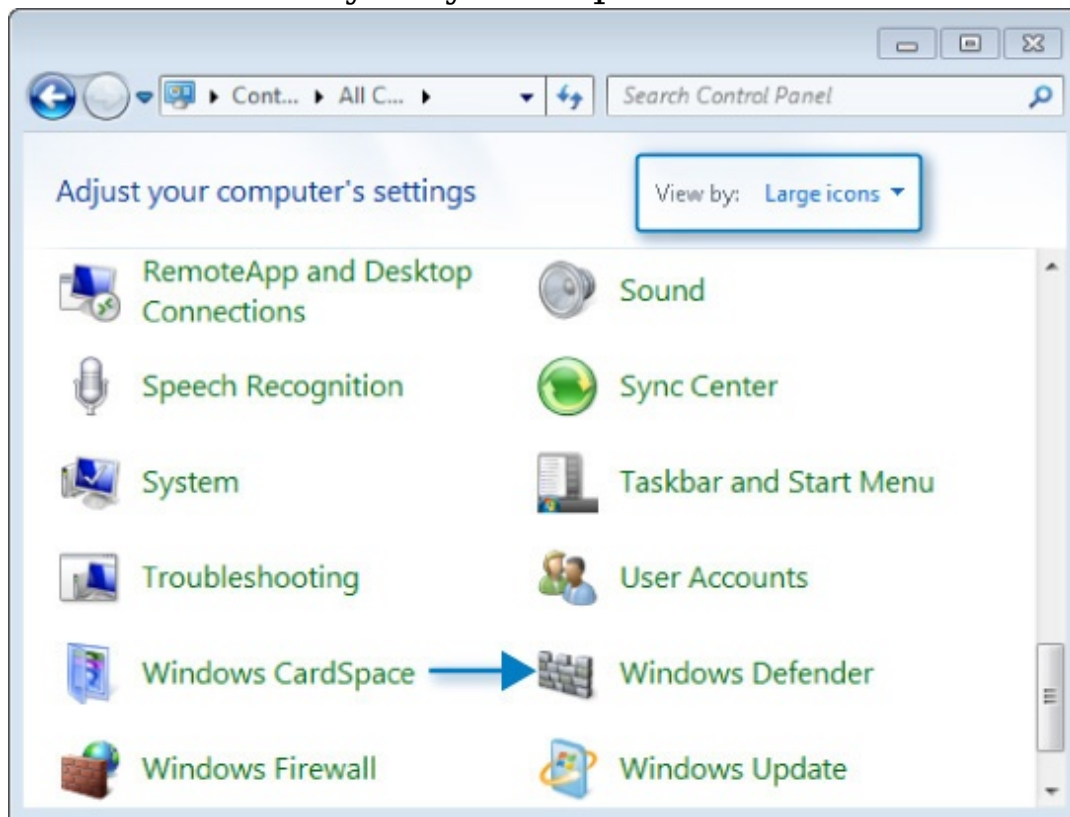 Cont... All C...
Search Control Panel
Adjust your computer's settings
View by: Large icons
RemoteApp and Desktop Connections
Sound
Speech Recognition
Sync Center
System
Taskbar and Start Menu
Troubleshooting
User Accounts
Windows CardSpace
Windows Defender
Windows Firewall
Windows Update